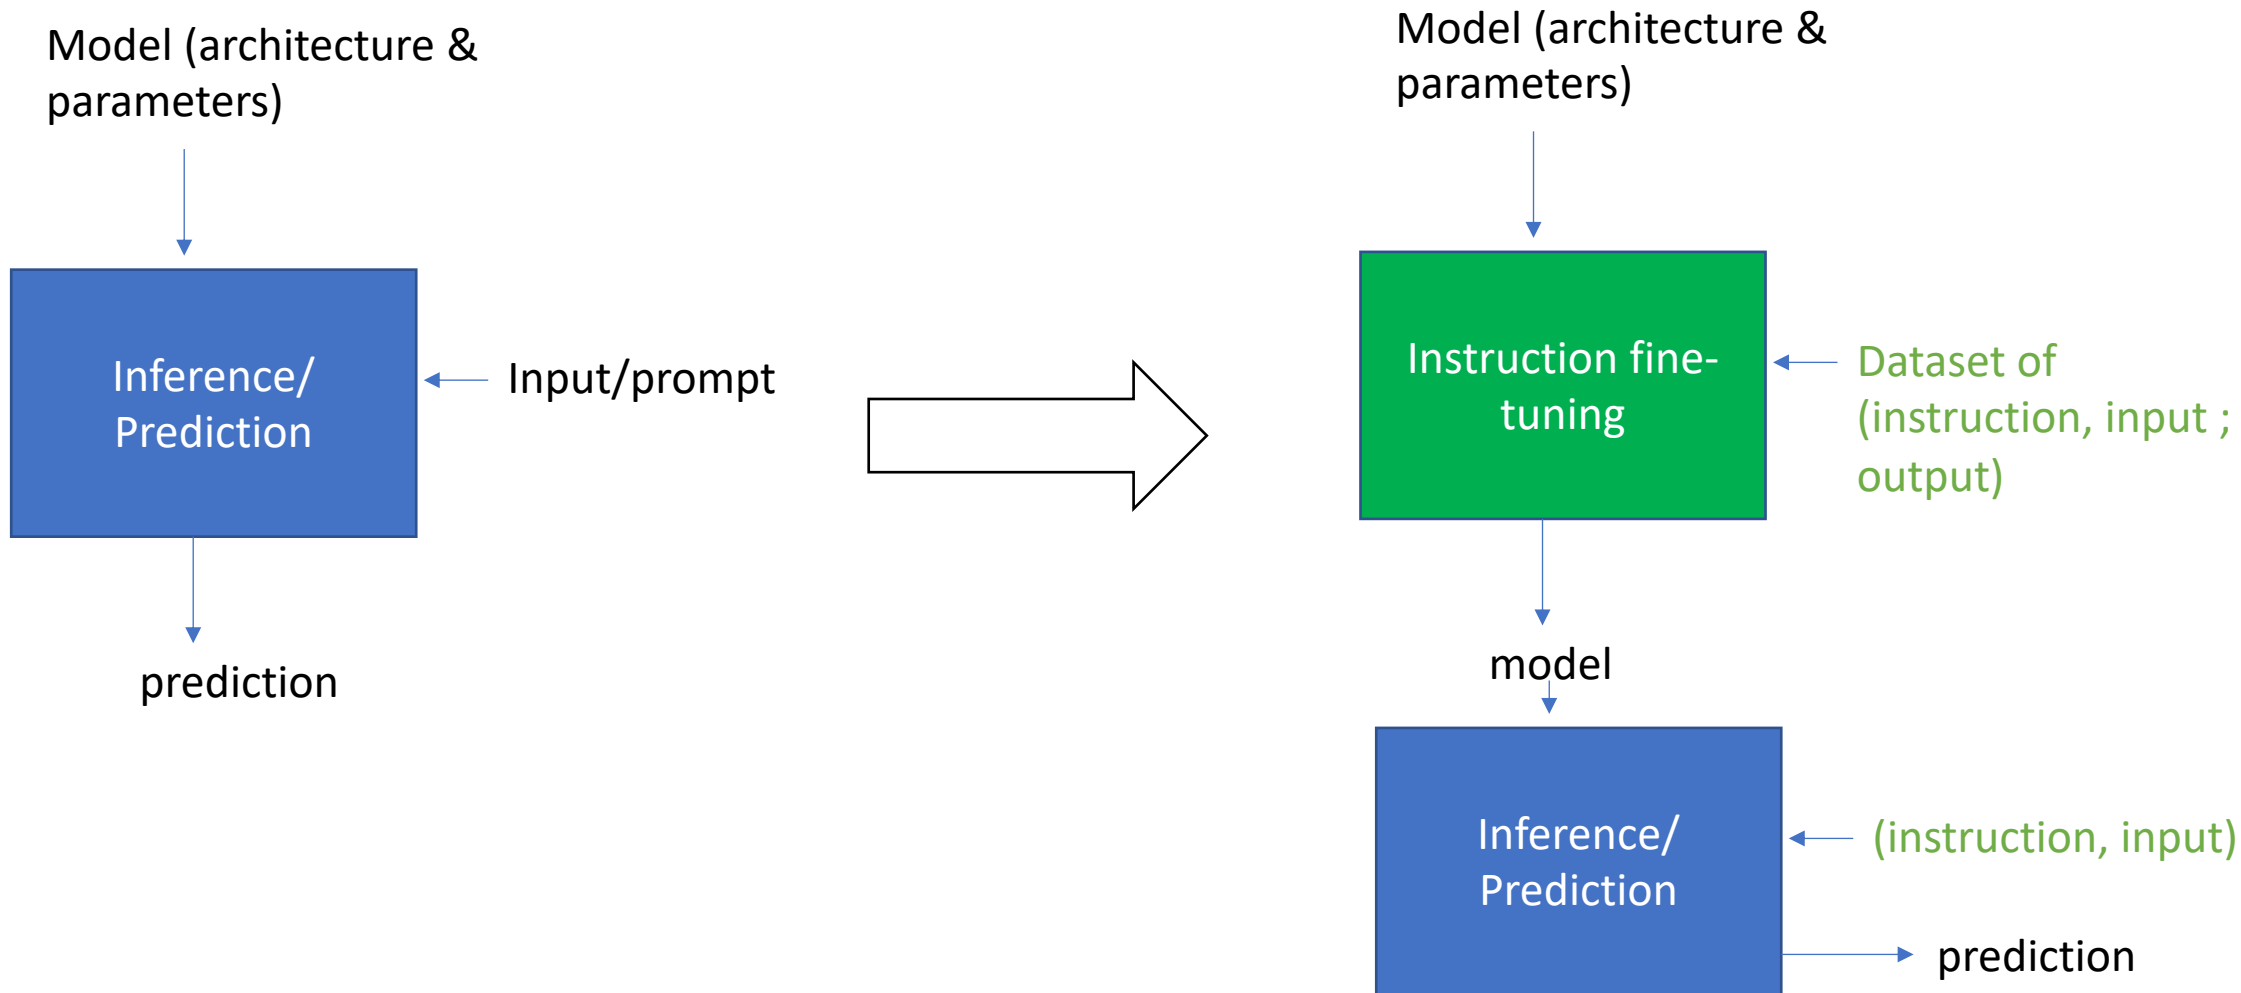 Model (architecture &
parameters)
Inference/
Prediction
Input/prompt
prediction
Model (architecture &
parameters)
Instruction fine-
tuning
Dataset of
(instruction, input ;
output)
model
Inference/
Prediction
(instruction, input)
prediction